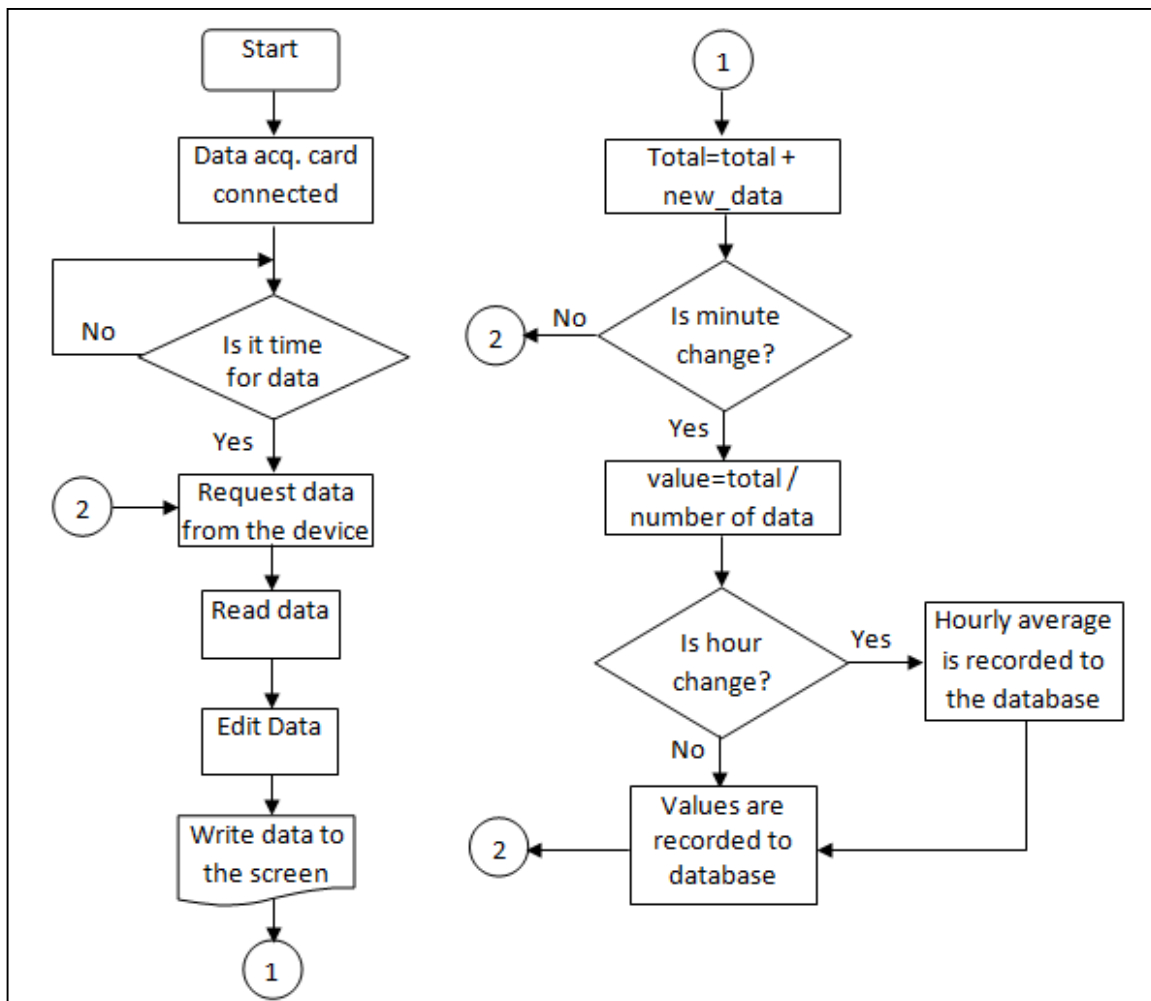 Start
Data acq. card
connected
No
Is it time
for data
Yes
2
Request data
from the device
Read data
Edit Data
Write data to
the screen
1
1
Total=total +
new_data
2
No
Is minute
change?
Yes
value=total /
number of data
Is hour
change?
Yes
Hourly average
is recorded to
the database
No
2
Values are
recorded to
database